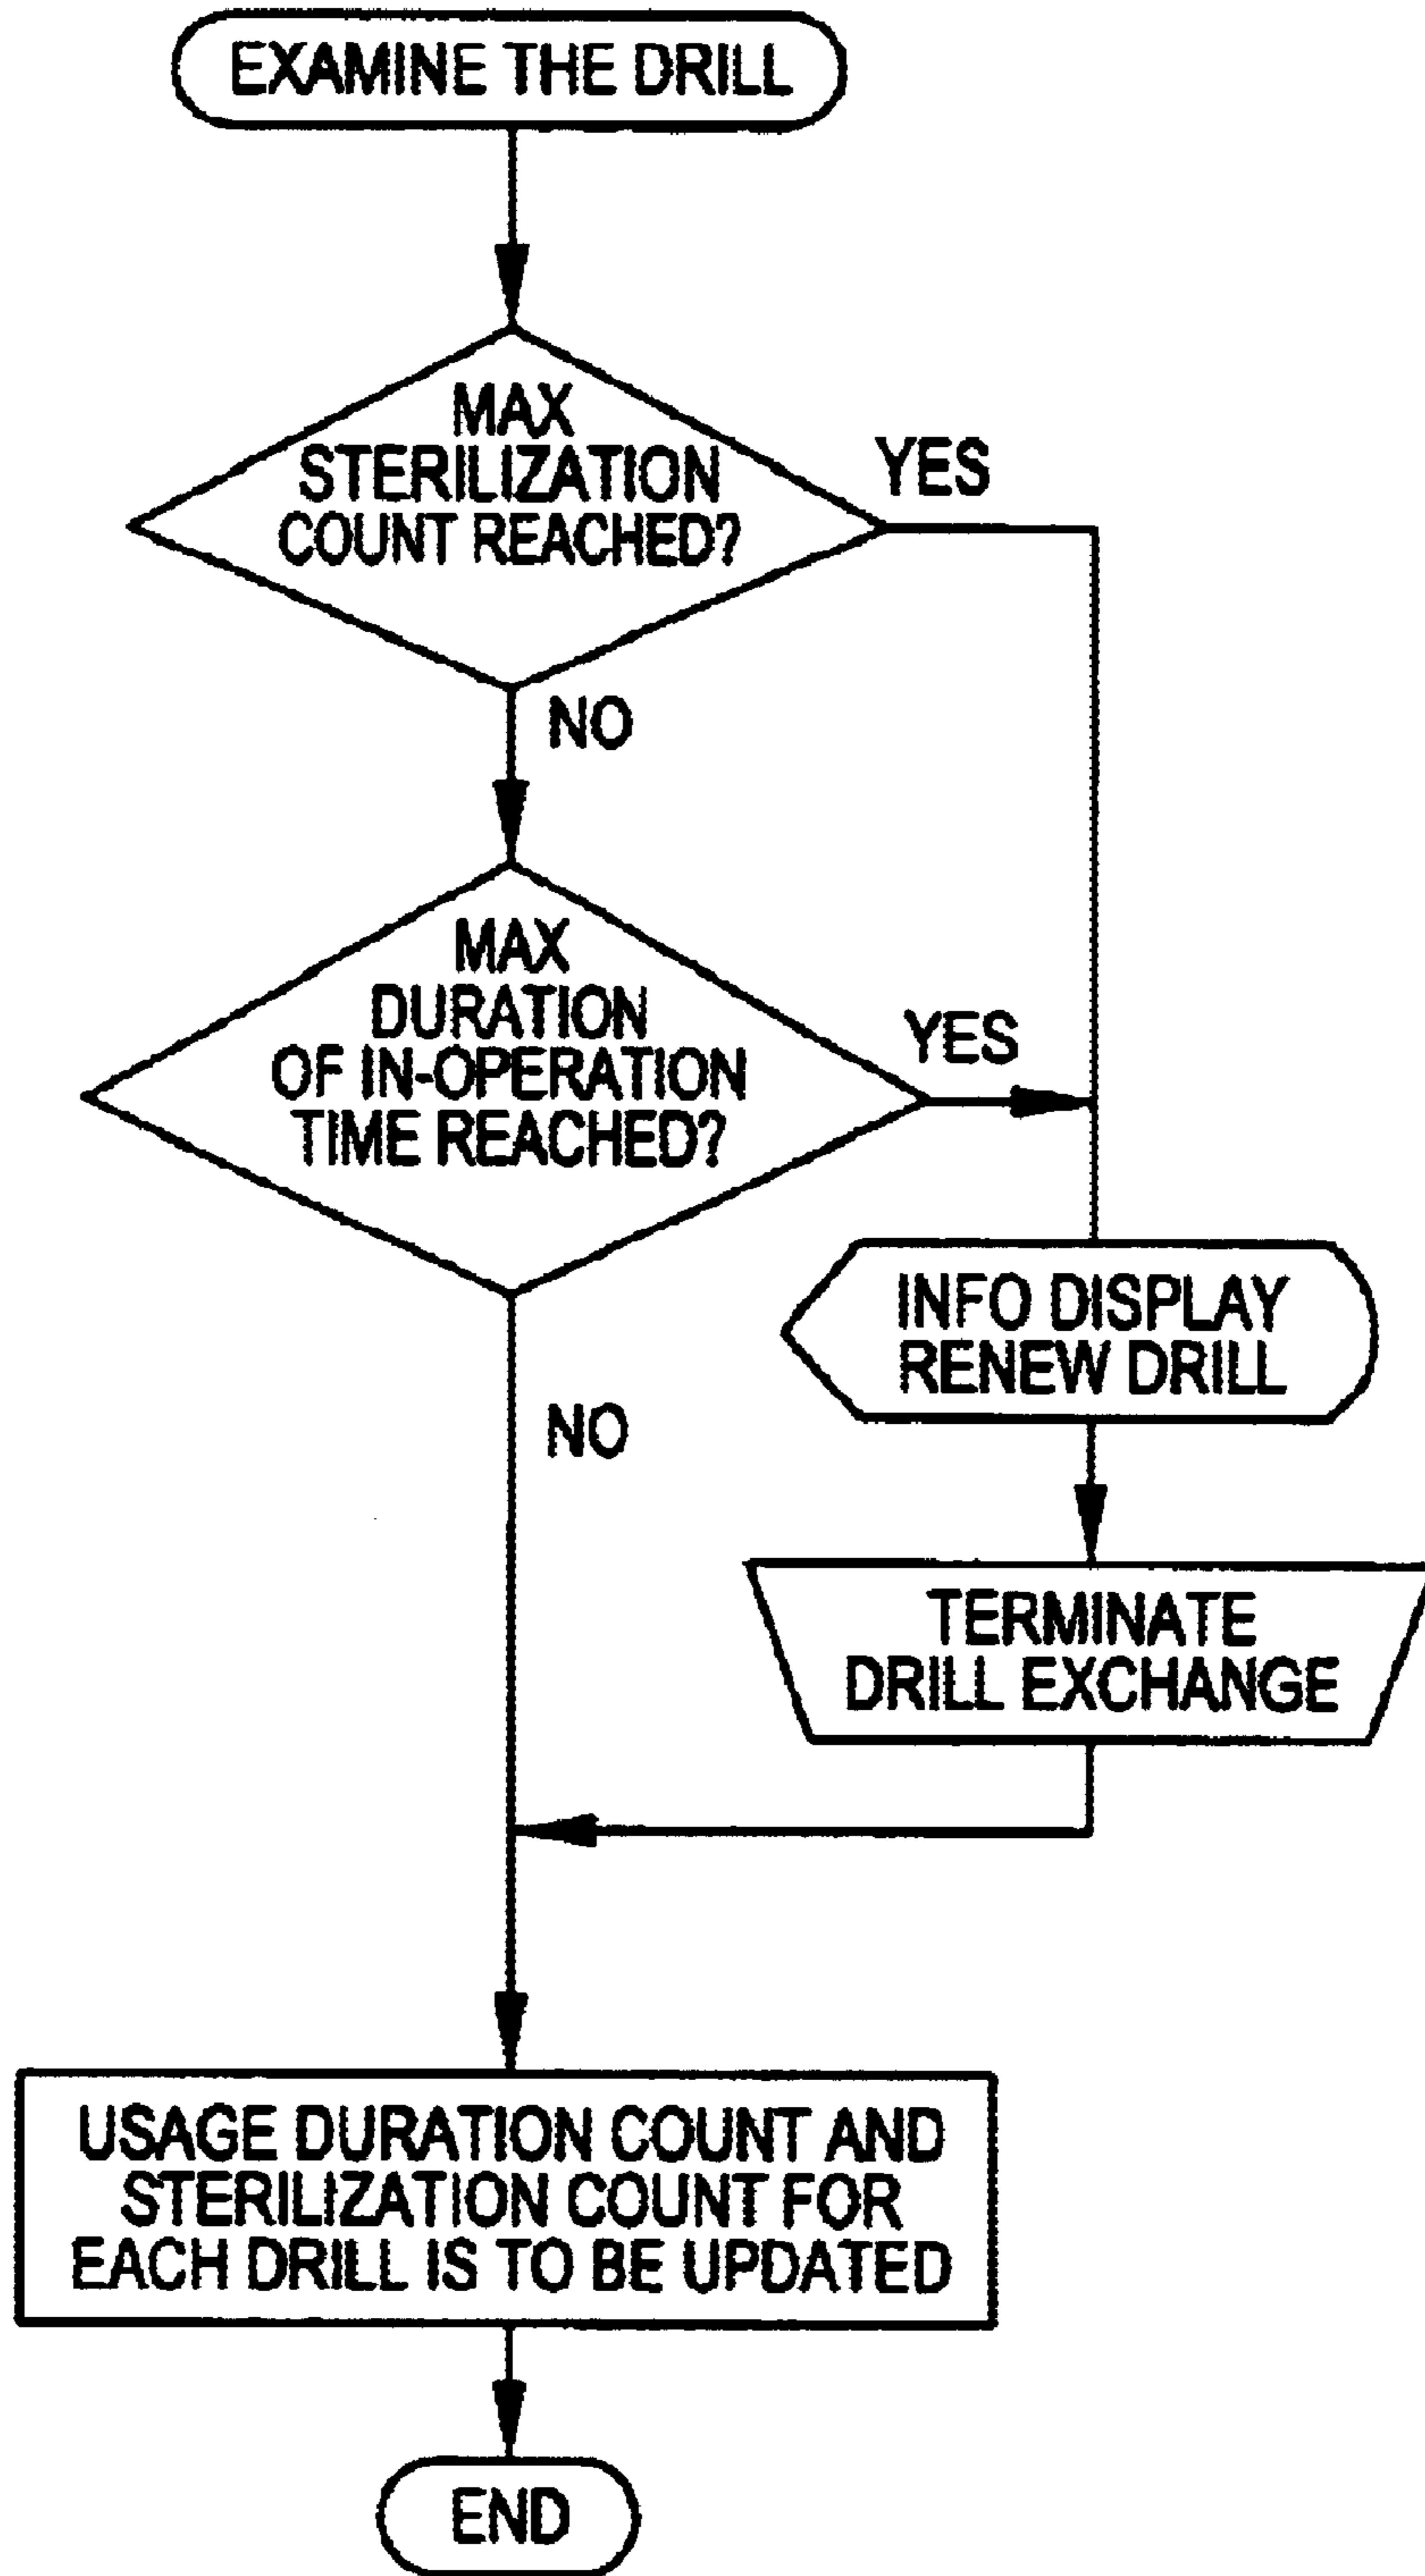 EXAMINE THE DRILL
MAX
STERILIZATION
COUNT REACHED?
YES
NO
MAX
DURATION
OF IN-OPERATION
TIME REACHED?
YES
INFO DISPLAY
RENEW DRILL
NO
TERMINATE
DRILL EXCHANGE
USAGE DURATION COUNT AND
STERILIZATION COUNT FOR
EACH DRILL IS TO BE UPDATED
END